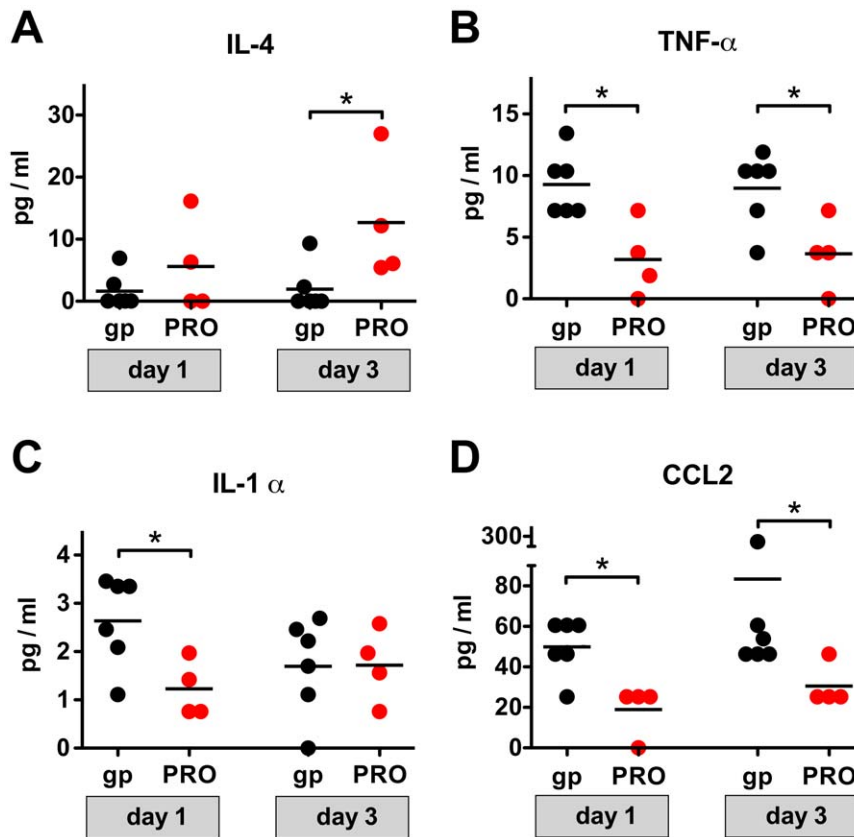 A
IL-4
*
30
20
10
0
pg / ml
gp PRO gp PRO
day 1 day 3
B
TNF-α
* *
15
10
5
0
pg / ml
gp PRO gp PRO
day 1 day 3
C
IL-1 α
*
4
3
2
1
0
pg / ml
gp PRO gp PRO
day 1 day 3
D
CCL2
* *
300
80
60
40
20
0
pg / ml
gp PRO gp PRO
day 1 day 3